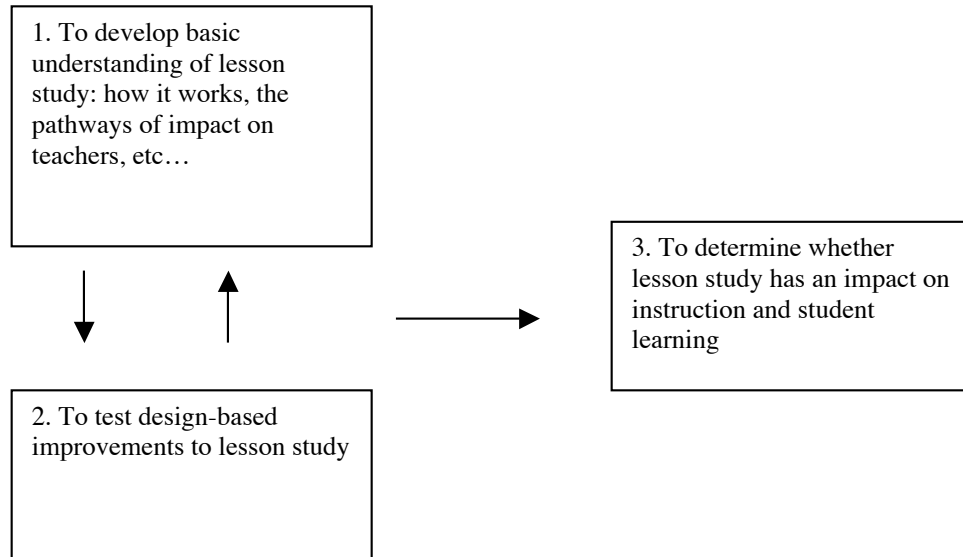 1. To develop basic
understanding of lesson
study: how it works, the
pathways of impact on
teachers, etc…
3. To determine whether
lesson study has an impact on
instruction and student
learning
2. To test design-based
improvements to lesson study